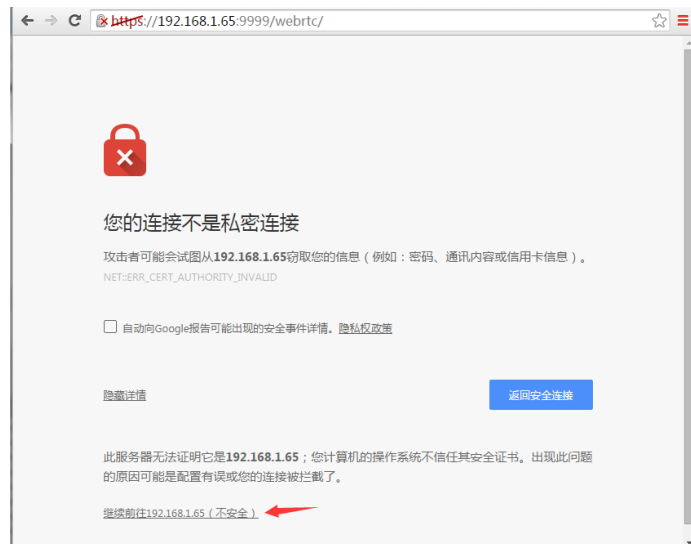 https://192.168.1.65:9999/webrtc/
您的连接不是私密连接
攻击者可能会试图从192.168.1.65窃取您的信息（例如：密码、通讯内容或信用卡信息）。
NET::ERR_CERT_AUTHORITY_INVALID
自动向Google报告可能出现的安全事件详情。隐私权政策
隐藏详情
返回安全连接
此服务器无法证明它是192.168.1.65；您计算机的操作系统不信任其安全证书。出现此问题
的原因可能是配置有误或您的连接被拦截了。
继续前往192.168.1.65（不安全）